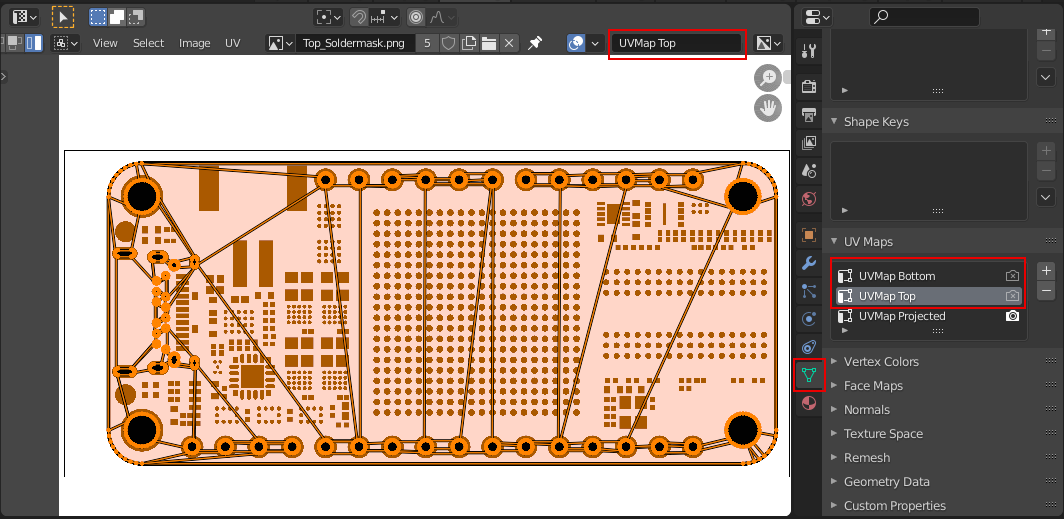 View Select Image UV Top_Soldermask.png 5 UVMap Top
Shape Keys
UV Maps
UVMap Bottom
UVMap Top
UVMap Projected
Vertex Colors
Face Maps
Normals
Texture Space
Remesh
Geometry Data
Custom Properties